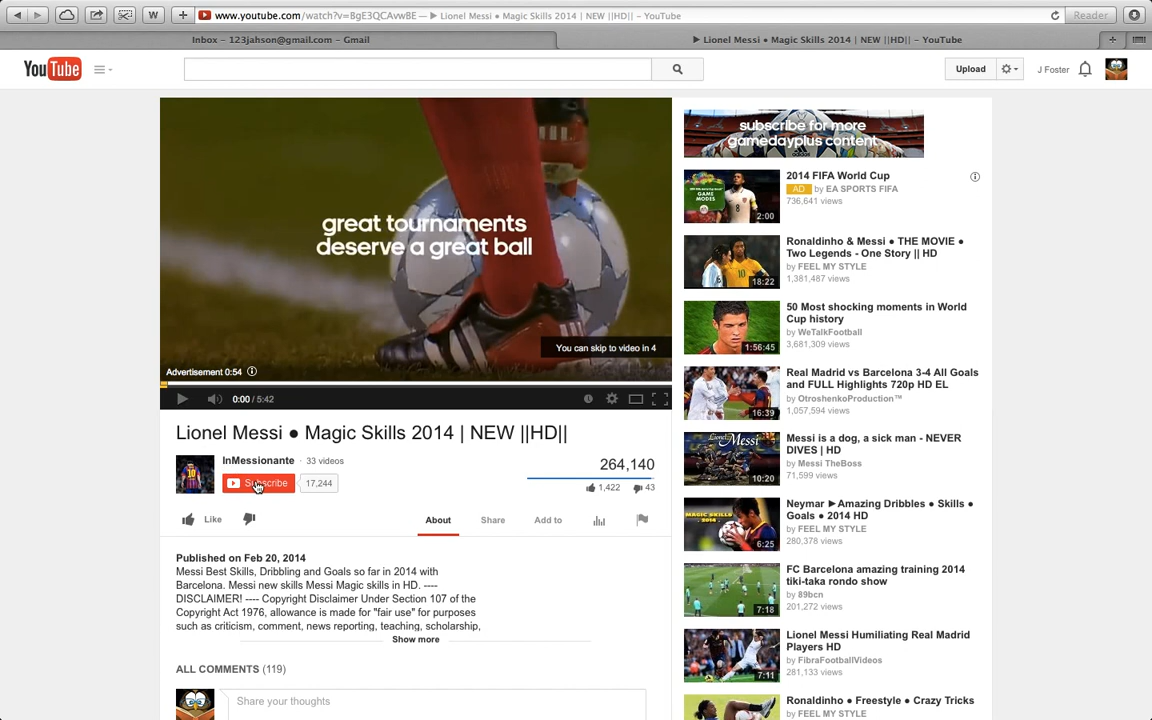 www.youtube.com/watch?v=BgE3QCAvwBE — ▶ Lionel Messi ● Magic Skills 2014 | NEW ||HD|| – YouTube
Reader
W
Inbox – 123jahson@gmail.com – Gmail
▶ Lionel Messi ● Magic Skills 2014 | NEW ||HD|| – YouTube
YouTube
Upload
J Foster
great tournaments
deserve a great ball
You can skip to video in 4
Advertisement 0:54
0:00 / 5:42
Lionel Messi ● Magic Skills 2014 | NEW ||HD||
InMessionante · 33 videos
Subscribe 17,244
264,140
1,422 43
Like
About Share Add to
Published on Feb 20, 2014
Messi Best Skills, Dribbling and Goals so far in 2014 with
Barcelona. Messi new skills Messi Magic skills in HD. ----
DISCLAIMER! ---- Copyright Disclaimer Under Section 107 of the
Copyright Act 1976, allowance is made for "fair use" for purposes
such as criticism, comment, news reporting, teaching, scholarship,
Show more
ALL COMMENTS (119)
Share your thoughts
subscribe for more
gamedayplus content
2014 FIFA World Cup
AD by EA SPORTS FIFA
736,641 views
GAME
MODES
2:00
Ronaldinho & Messi ● THE MOVIE ●
Two Legends - One Story || HD
by FEEL MY STYLE
1,381,487 views
18:22
50 Most shocking moments in World
Cup history
by WeTalkFootball
3,681,309 views
1:56:45
Real Madrid vs Barcelona 3-4 All Goals
and FULL Highlights 720p HD EL
by OtroshenkoProduction™
1,057,594 views
16:39
Messi is a dog, a sick man - NEVER
DIVES | HD
by Messi TheBoss
71,599 views
Lionel Messi
10:20
Neymar ►Amazing Dribbles ● Skills ●
Goals ● 2014 HD
by FEEL MY STYLE
280,378 views
MAGIC SKILLS
2014
6:25
FC Barcelona amazing training 2014
tiki-taka rondo show
by 89bcn
201,272 views
7:18
Lionel Messi Humiliating Real Madrid
Players HD
by FibraFootballVideos
281,133 views
7:11
Ronaldinho ● Freestyle ● Crazy Tricks
by FEEL MY STYLE